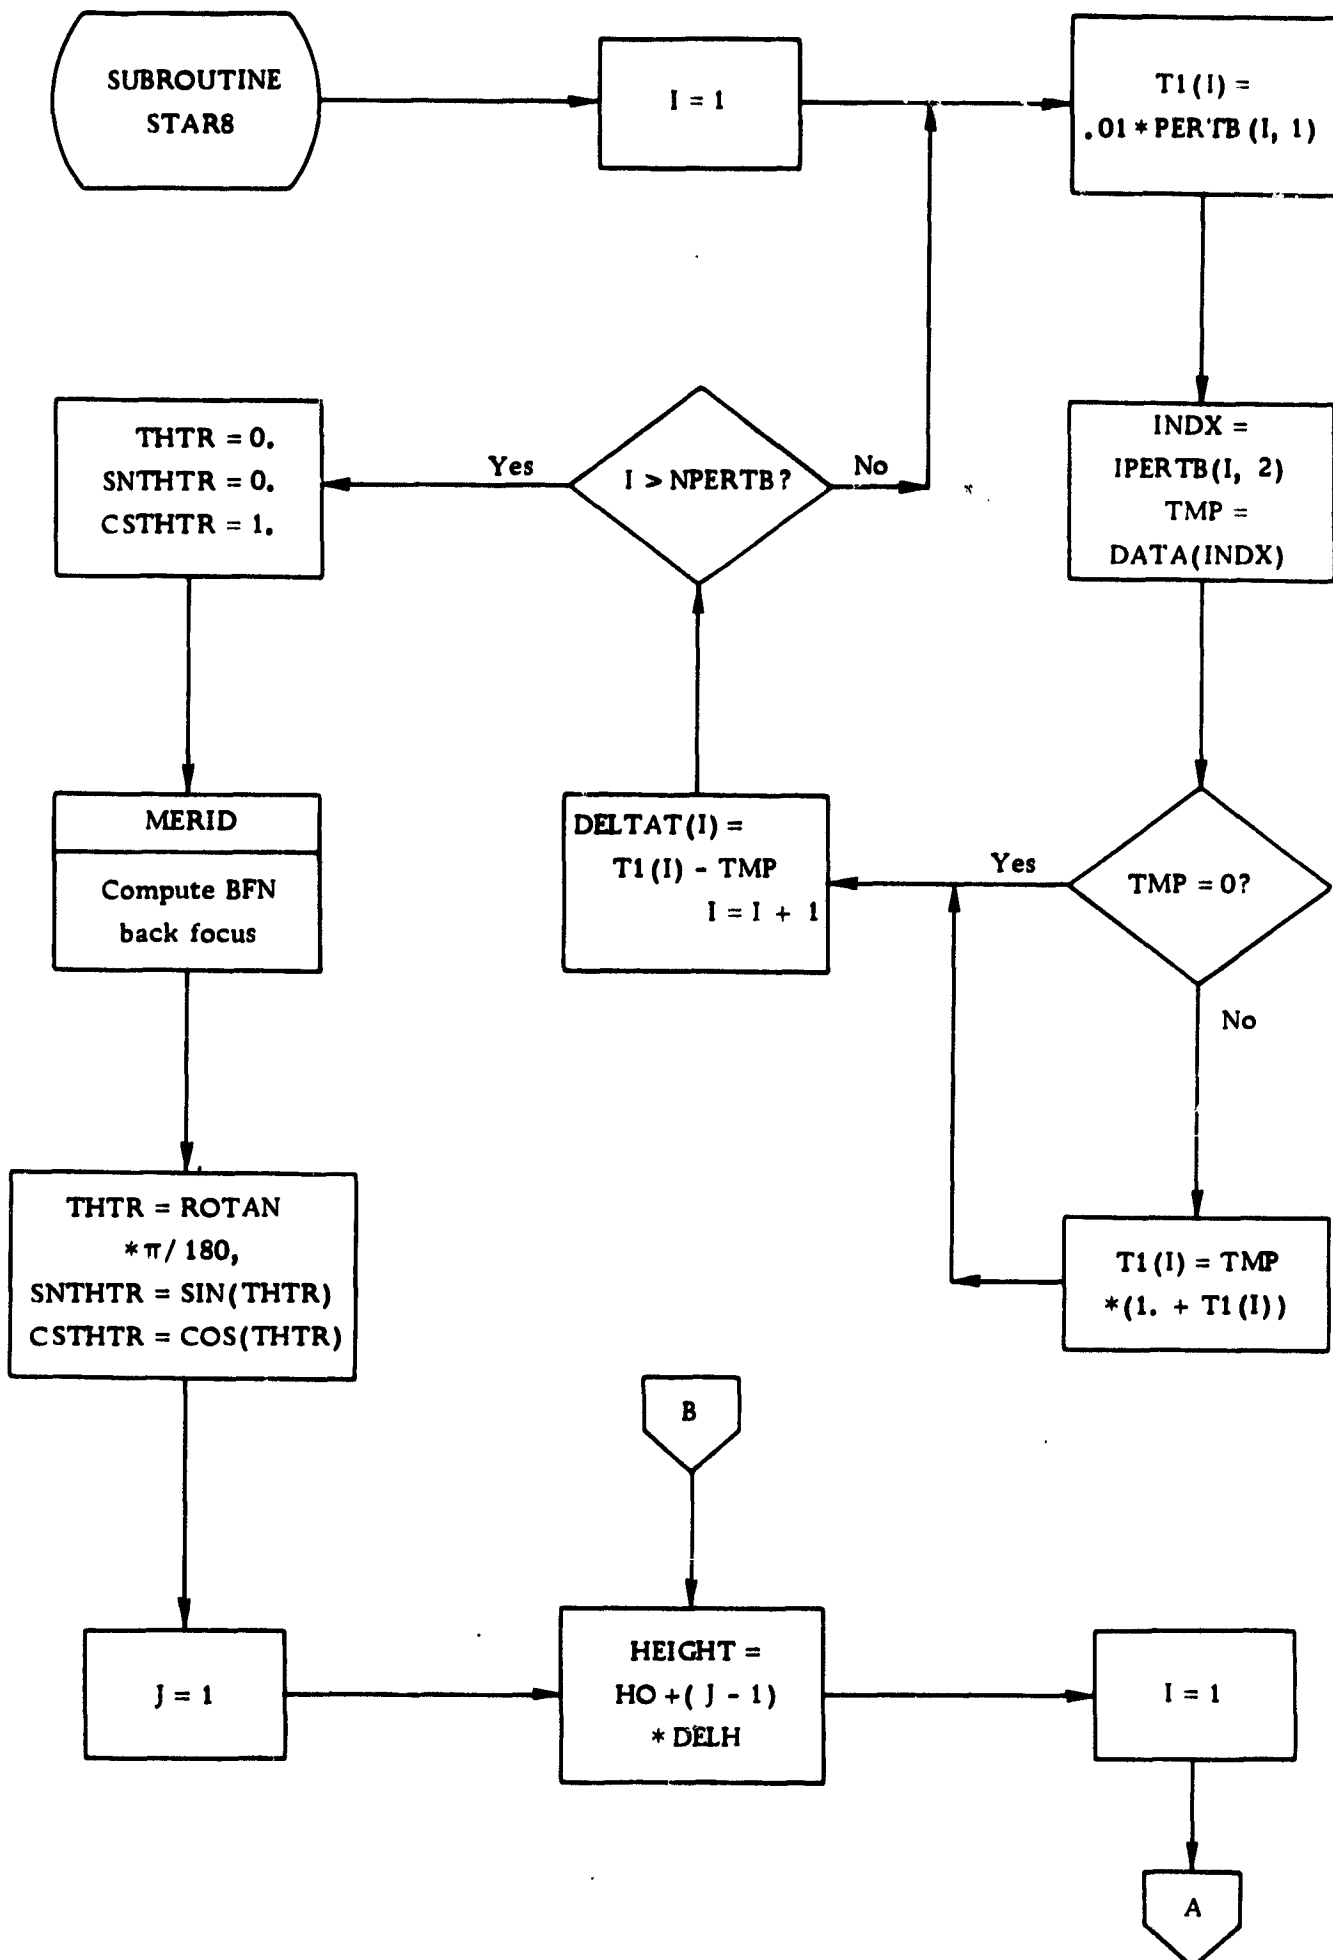 SUBROUTINE
STAR8
I = 1
T1(I) =
.01 * PERTB(I, 1)
INDX =
IPERTB(I, 2)
TMP =
DATA(INDX)
TMP = 0?
Yes
No
T1(I) = TMP
*(1. + T1(I))
DELTAT(I) =
T1(I) - TMP
I = I + 1
I > NPERTB?
No
Yes
THTR = 0.
SNTHTR = 0.
CSTHTR = 1.
MERID
Compute BFN
back focus
THTR = ROTAN
*π/180,
SNTHTR = SIN(THTR)
CSTHTR = COS(THTR)
J = 1
B
HEIGHT =
HO +( J - 1)
* DELH
I = 1
A